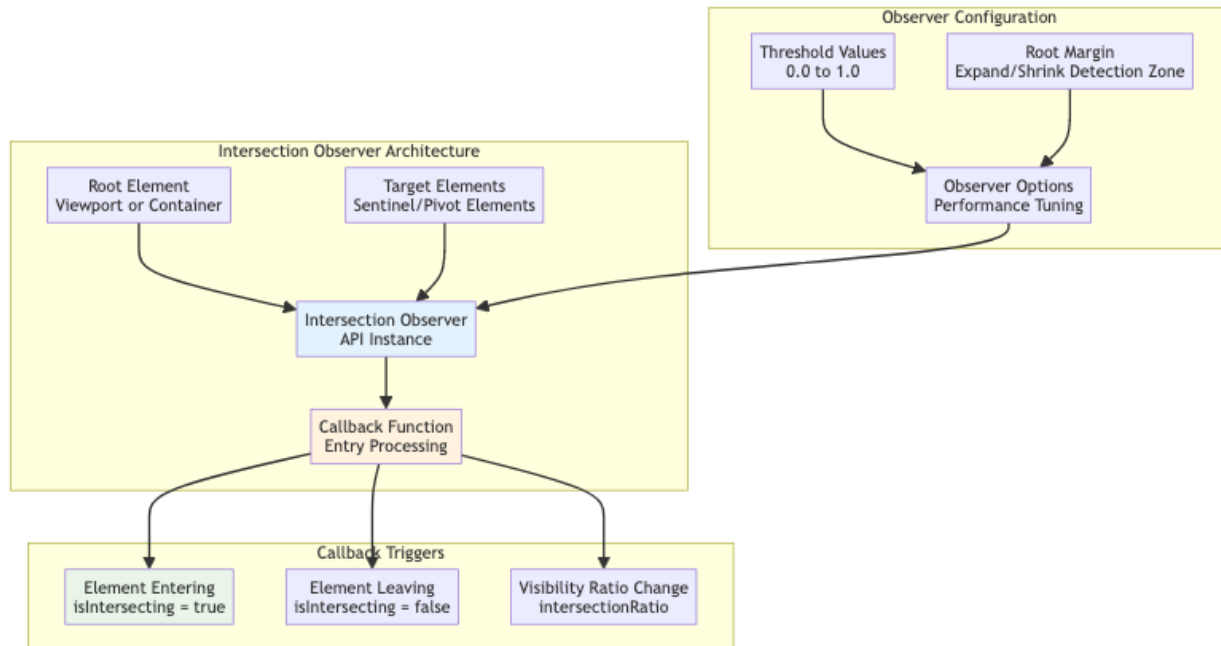 Observer Configuration
Threshold Values
0.0 to 1.0
Root Margin
Expand/Shrink Detection Zone
Observer Options
Performance Tuning
Intersection Observer Architecture
Root Element
Viewport or Container
Target Elements
Sentinel/Pivot Elements
Intersection Observer
API Instance
Callback Function
Entry Processing
Callback Triggers
Element Entering
isIntersecting = true
Element Leaving
isIntersecting = false
Visibility Ratio Change
intersectionRatio